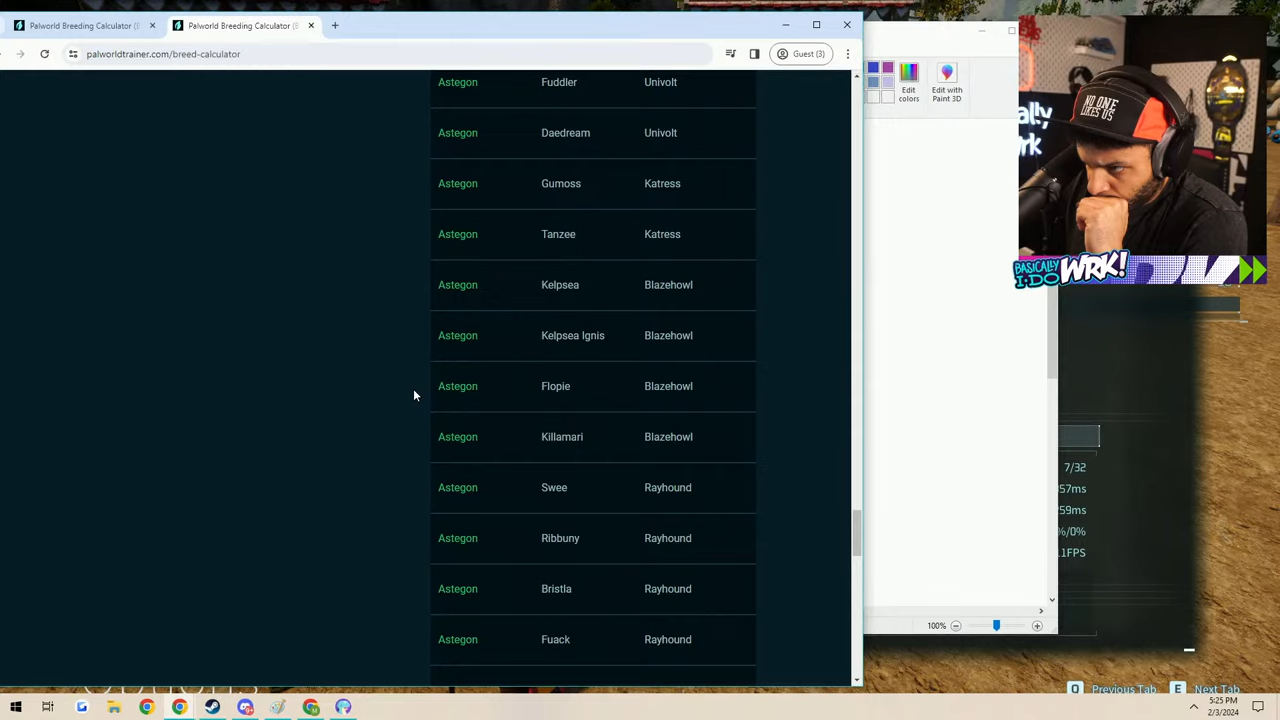 Palworld Breeding Calculator (E
Palworld Breeding Calculator (E
palworldtrainer.com/breed-calculator
Guest (3)
Edit colors
Edit with Paint 3D
Astegon Fuddler Univolt
Astegon Daedream Univolt
Astegon Gumoss Katress
Astegon Tanzee Katress
Astegon Kelpsea Blazehowl
Astegon Kelpsea Ignis Blazehowl
Astegon Flopie Blazehowl
Astegon Killamari Blazehowl
Astegon Swee Rayhound
Astegon Ribbuny Rayhound
Astegon Bristla Rayhound
Astegon Fuack Rayhound
NO ONE
LIKES US
ally
rk
BASICALLY
I·DO WRK!
7/32
57ms
59ms
%/0%
1FPS
100%
Q Previous Tab E Next Tab
5:25 PM
2/3/2024